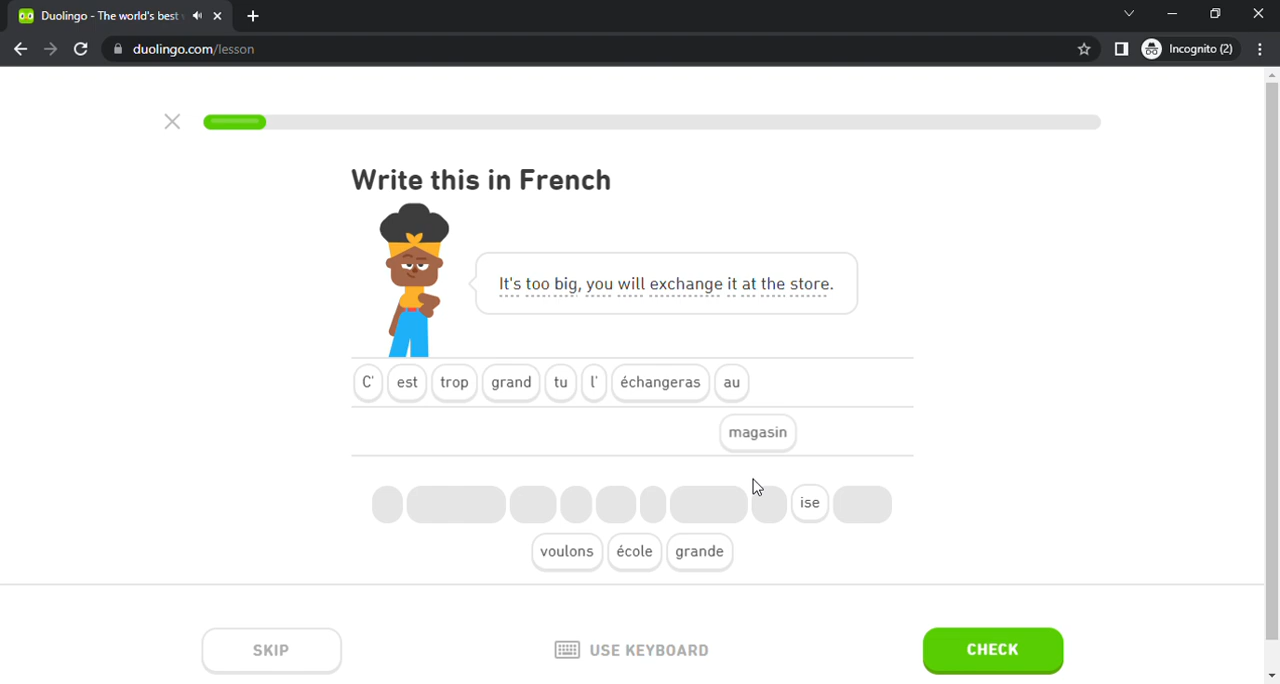 Duolingo - The world's best
duolingo.com/lesson
Incognito (2)
Write this in French
It's too big, you will exchange it at the store.
C' est trop grand tu l' échangeras au
magasin
ise
voulons école grande
SKIP
USE KEYBOARD
CHECK